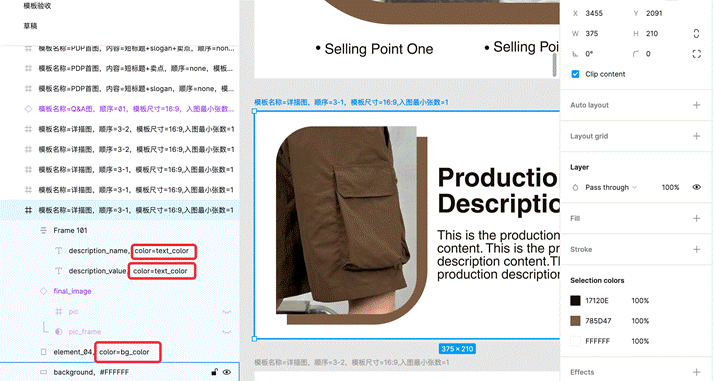 模板验收
草稿
模板名称=PDP首图，内容=短标题+slogan+卖点，顺序=non...
模板名称=PDP首图，内容=短标题+卖点，顺序=none，模板...
模板名称=PDP首图，内容=短标题+slogan，顺序=none，模...
模板名称=Q&A图，顺序=01，模板尺寸=16:9，入图最小张数...
模板名称=详描图，顺序=3-2，模板尺寸=16:9,入图最小张数=1
模板名称=详描图，顺序=3-1，模板尺寸=16:9,入图最小张数=1
模板名称=详描图，顺序=3-1，模板尺寸=16:9,入图最小张数=1
模板名称=详描图，顺序=3-1，模板尺寸=16:9,入图最小张数=1
模板名称=详描图，顺序=3-1，模板尺寸=16:9,入图最小张数=1
Frame 101
description_name, color=text_color
description_value, color=text_color
final_image
pic
pic_frame
element_04, color=bg_color
background, #FFFFFF
• Selling Point One
• Selling Poi
模板名称=详描图，顺序=3-1，模板尺寸=16:9,入图最小张数=1
Productio
Descriptio
This is the production
content. This is the pr
description content.Th
production description
375 × 210
模板名称=详描图，顺序=3-2，模板尺寸=16:9,入图最小张数=1
X 3455 Y 2091
W 375 H 210
0° 0
Clip content
Auto layout
Layout grid
Layer
Pass through 100%
Fill
Stroke
Selection colors
17120E 100%
785D47 100%
FFFFFF 100%
Effects